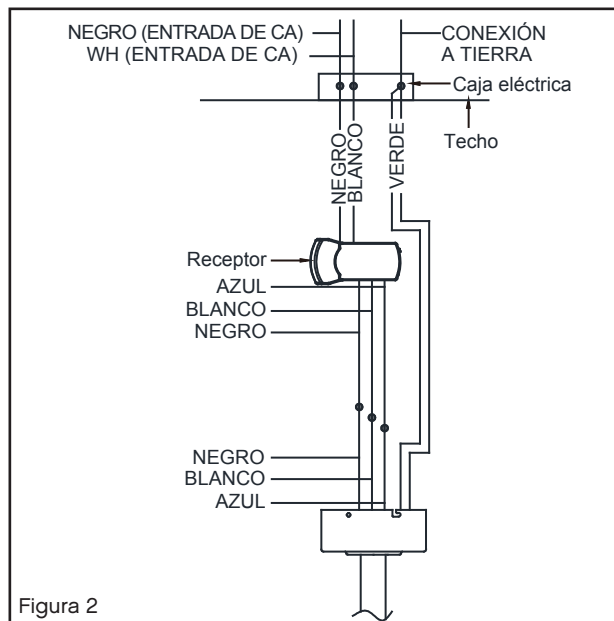 NEGRO (ENTRADA DE CA)
WH (ENTRADA DE CA)
CONEXIÓN
A TIERRA
Caja eléctrica
Techo
NEGRO
BLANCO
VERDE
Receptor
AZUL
BLANCO
NEGRO
NEGRO
BLANCO
AZUL
Figura 2